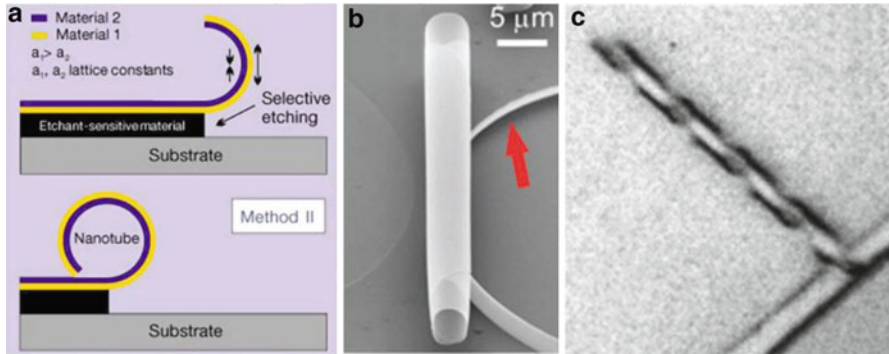 a
Material 2
Material 1
a₁> a₂
a₁, a₂ lattice constants
Selective
etching
Etchant-sensitive material
Substrate
Nanotube
Method II
Substrate
b
5 μm
c